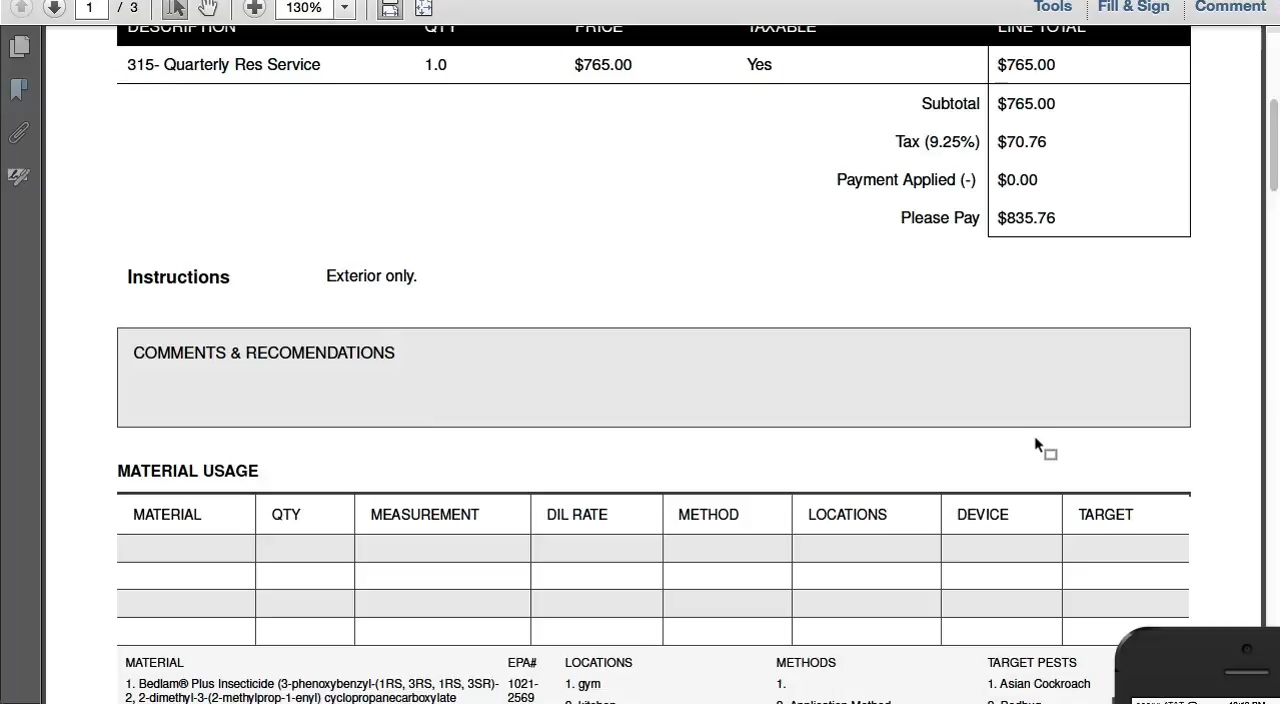 1 / 3 130% Tools Fill & Sign Comment
DESCRIPTION QTY PRICE TAXABLE LINE TOTAL
315- Quarterly Res Service 1.0 $765.00 Yes $765.00
Subtotal $765.00
Tax (9.25%) $70.76
Payment Applied (-) $0.00
Please Pay $835.76
Instructions Exterior only.
COMMENTS & RECOMENDATIONS
MATERIAL USAGE
MATERIAL QTY MEASUREMENT DIL RATE METHOD LOCATIONS DEVICE TARGET
MATERIAL EPA# LOCATIONS METHODS TARGET PESTS
1. Bedlam® Plus Insecticide (3-phenoxybenzyl-(1RS, 3RS, 1RS, 3SR)- 1021- 1. gym 1. 1. Asian Cockroach
2, 2-dimethyl-3-(2-methylprop-1-enyl) cyclopropanecarboxylate 2569 2. kitchen 2. Application Method 2. Bedbug